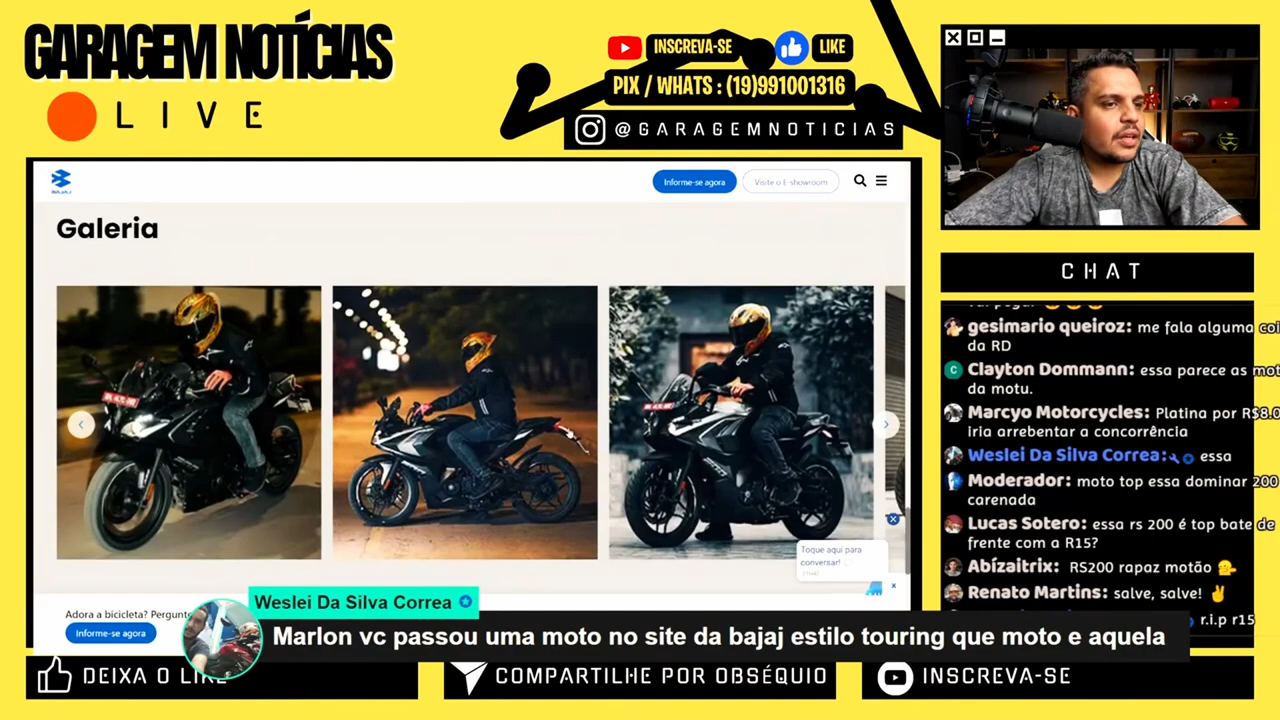 GARAGEM NOTÍCIAS
LIVE
INSCREVA-SE
LIKE
PIX / WHATS : (19)991001316
@GARAGEMNOTICIAS
BAJAJ
Informe-se agora
Visite o E-showroom
Galeria
Toque aqui para
conversar!
Adora a bicicleta? Pergunte
Informe-se agora
Weslei Da Silva Correa
Marlon vc passou uma moto no site da bajaj estilo touring que moto e aquela
CHAT
gesimario queiroz: me fala alguma coi
da RD
C
Clayton Dommann: essa parece as mot
da motu.
Marcyo Motorcycles: Platina por R$8.0
iria arrebentar a concorrência
Weslei Da Silva Correa: essa
Moderador: moto top essa dominar 200
carenada
Lucas Sotero: essa rs 200 é top bate de
frente com a R15?
Abízaitrix: RS200 rapaz motão
Renato Martins: salve, salve!
r.i.p r15
DEIXA O LIKE
COMPARTILHE POR OBSÉQUIO
INSCREVA-SE